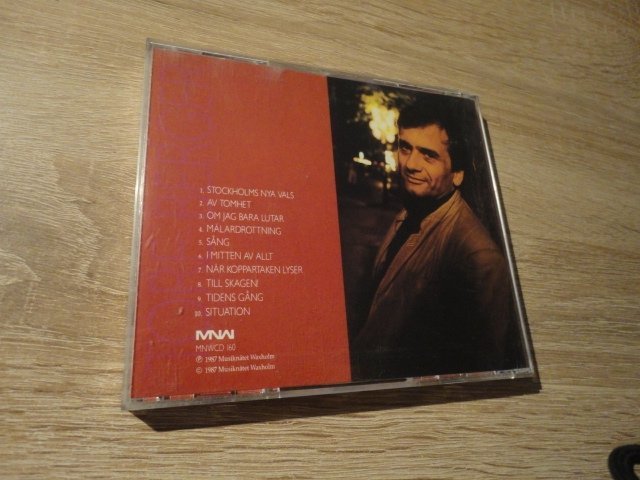 1. STOCKHOLMS NYA VALS
2. AV TOMHET
3. OM JAG BARA LUTAR
4. MÄLARDROTTNING
5. SÅNG
6. I MITTEN AV ALLT
7. NÄR KOPPARTAKEN LYSER
8. TILL SKAGEN!
9. TIDENS GÅNG
10. SITUATION
MNW
MNWCD 160
℗ 1987 Musiknätet Waxholm
© 1987 Musiknätet Waxholm